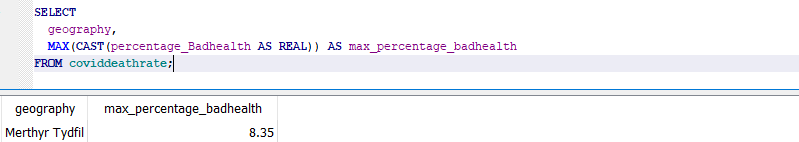 SELECT
geography,
MAX(CAST(percentage_Badhealth AS REAL)) AS max_percentage_badhealth
FROM coviddeathrate;
geography max_percentage_badhealth
Merthyr Tydfil 8.35